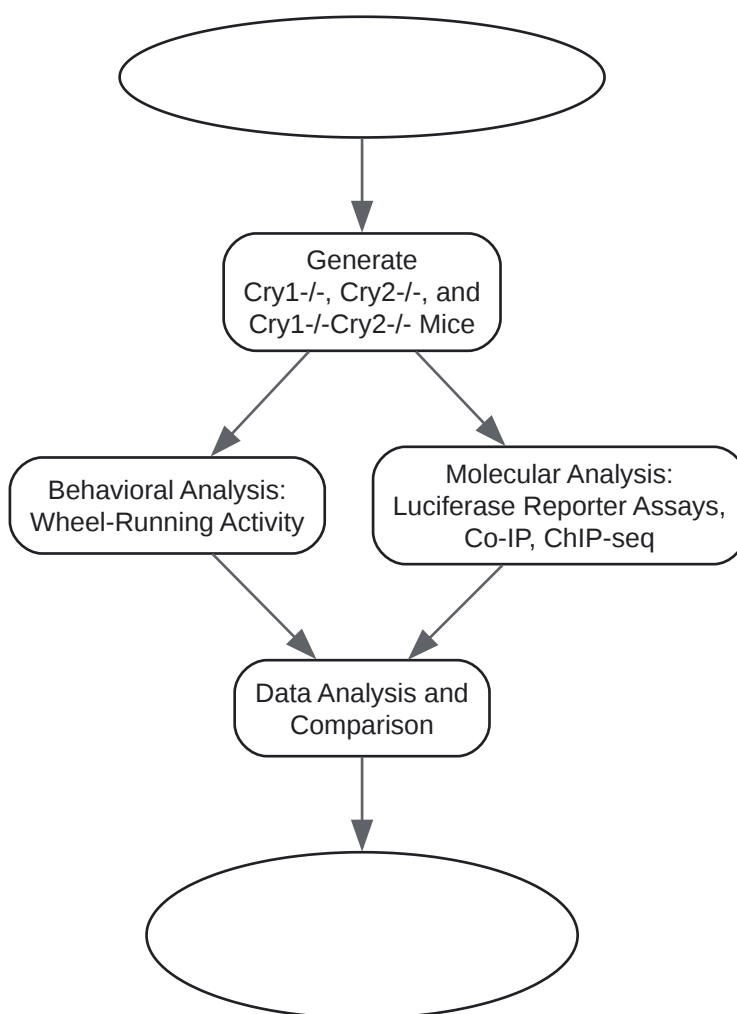 Generate
Cry1-/-, Cry2-/-, and
Cry1-/-Cry2-/- Mice
Behavioral Analysis:
Wheel-Running Activity
Molecular Analysis:
Luciferase Reporter Assays,
Co-IP, ChIP-seq
Data Analysis and
Comparison